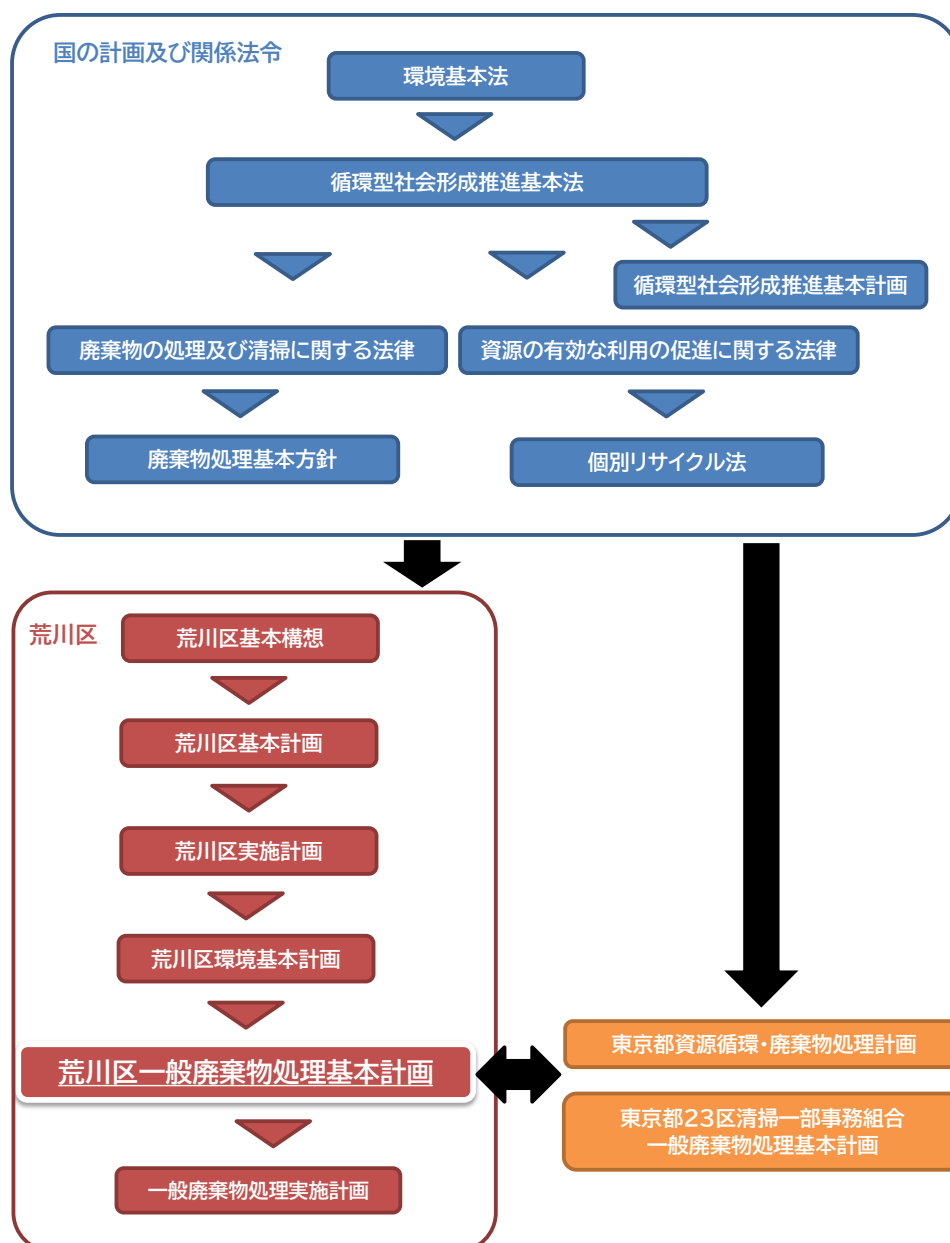 国の計画及び関係法令
環境基本法
循環型社会形成推進基本法
循環型社会形成推進基本計画
廃棄物の処理及び清掃に関する法律
資源の有効な利用の促進に関する法律
廃棄物処理基本方針
個別リサイクル法
荒川区
荒川区基本構想
荒川区基本計画
荒川区実施計画
荒川区環境基本計画
荒川区一般廃棄物処理基本計画
一般廃棄物処理実施計画
東京都資源循環・廃棄物処理計画
東京都23区清掃一部事務組合
一般廃棄物処理基本計画